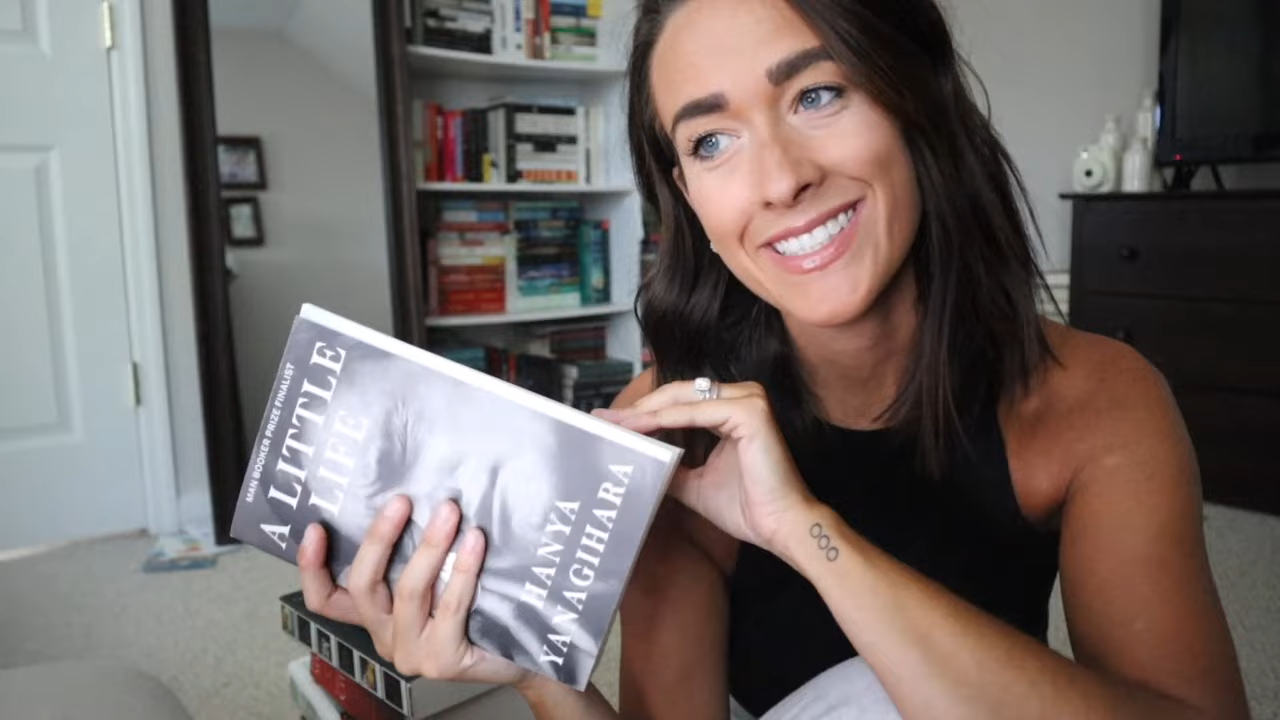 MAN BOOKER PRIZE FINALIST
A LITTLE
LIFE
HANYA
YANAGIHARA